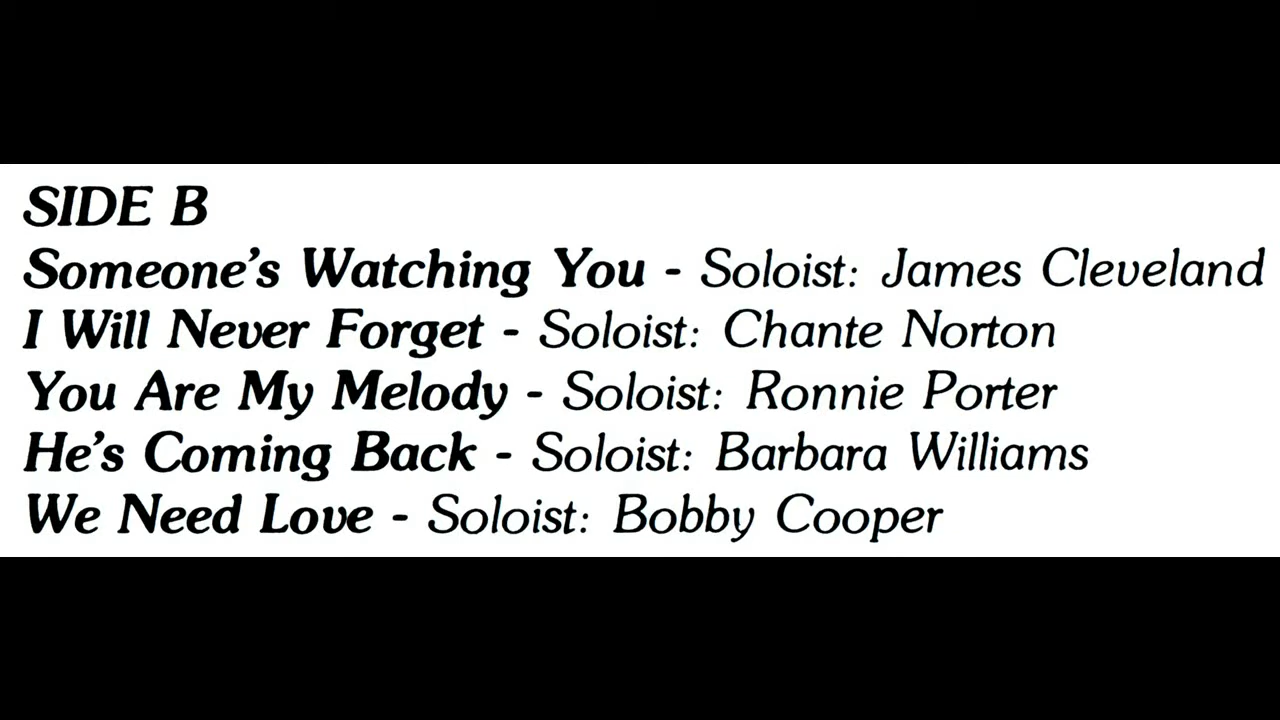 SIDE B
Someone's Watching You - Soloist: James Cleveland
I Will Never Forget - Soloist: Chante Norton
You Are My Melody - Soloist: Ronnie Porter
He's Coming Back - Soloist: Barbara Williams
We Need Love - Soloist: Bobby Cooper